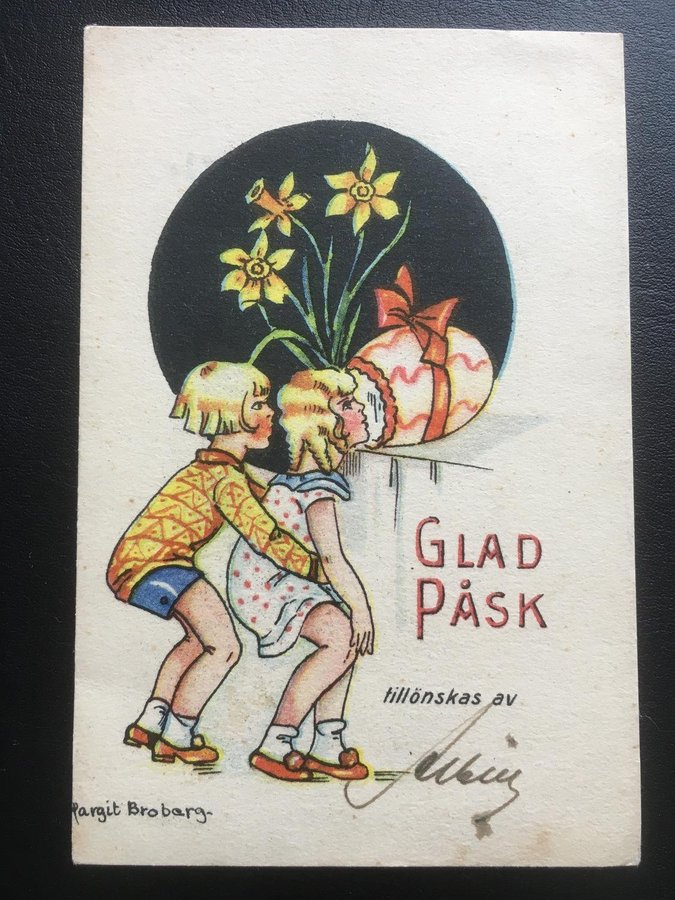 GLAD
PÅSK
tillönskas av
Margit Broberg-